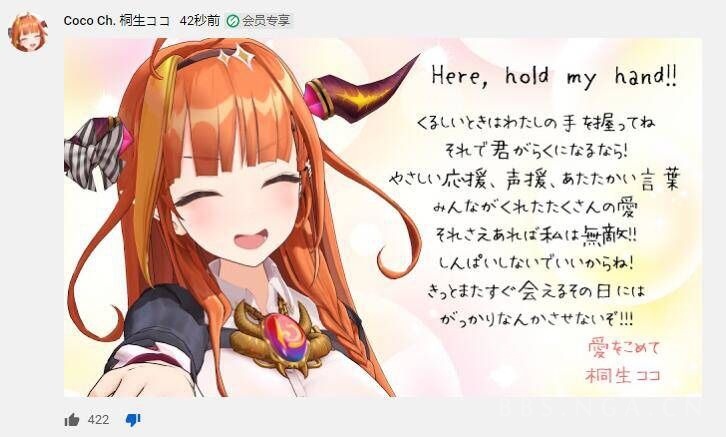 Coco Ch. 桐生ココ 42秒前 会员专享
Here, hold my hand!!
くるしいときはわたしの手を握ってね
それで君がらくになるなら!
やさしい応援、声援、あたたかい言葉
みんながくれたたくさんの愛
それさえあれば私は無敵!!
しんぱいしないでいいからね!
きっとまたすぐ会えるその日には
がっかりなんかさせないぞ!!!
愛をこめて
桐生ココ
422
BBS.NGA.CN